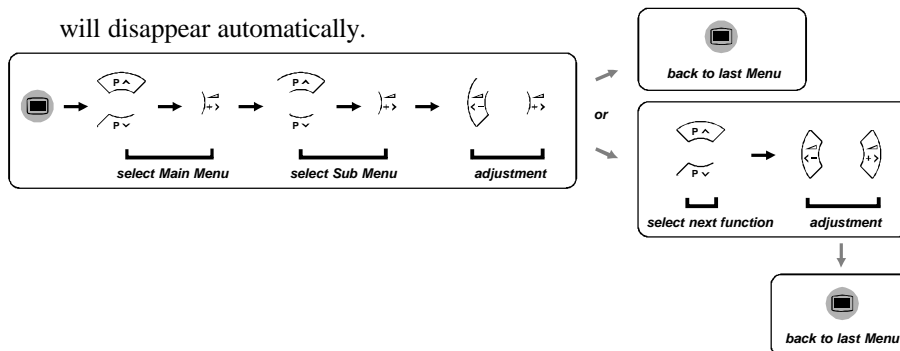 will disappear automatically.
P ∧
P ∨
+ >
select Main Menu
P ∧
P ∨
+ >
select Sub Menu
< −
+ >
adjustment
or
back to last Menu
P ∧
P ∨
select next function
< −
+ >
adjustment
back to last Menu